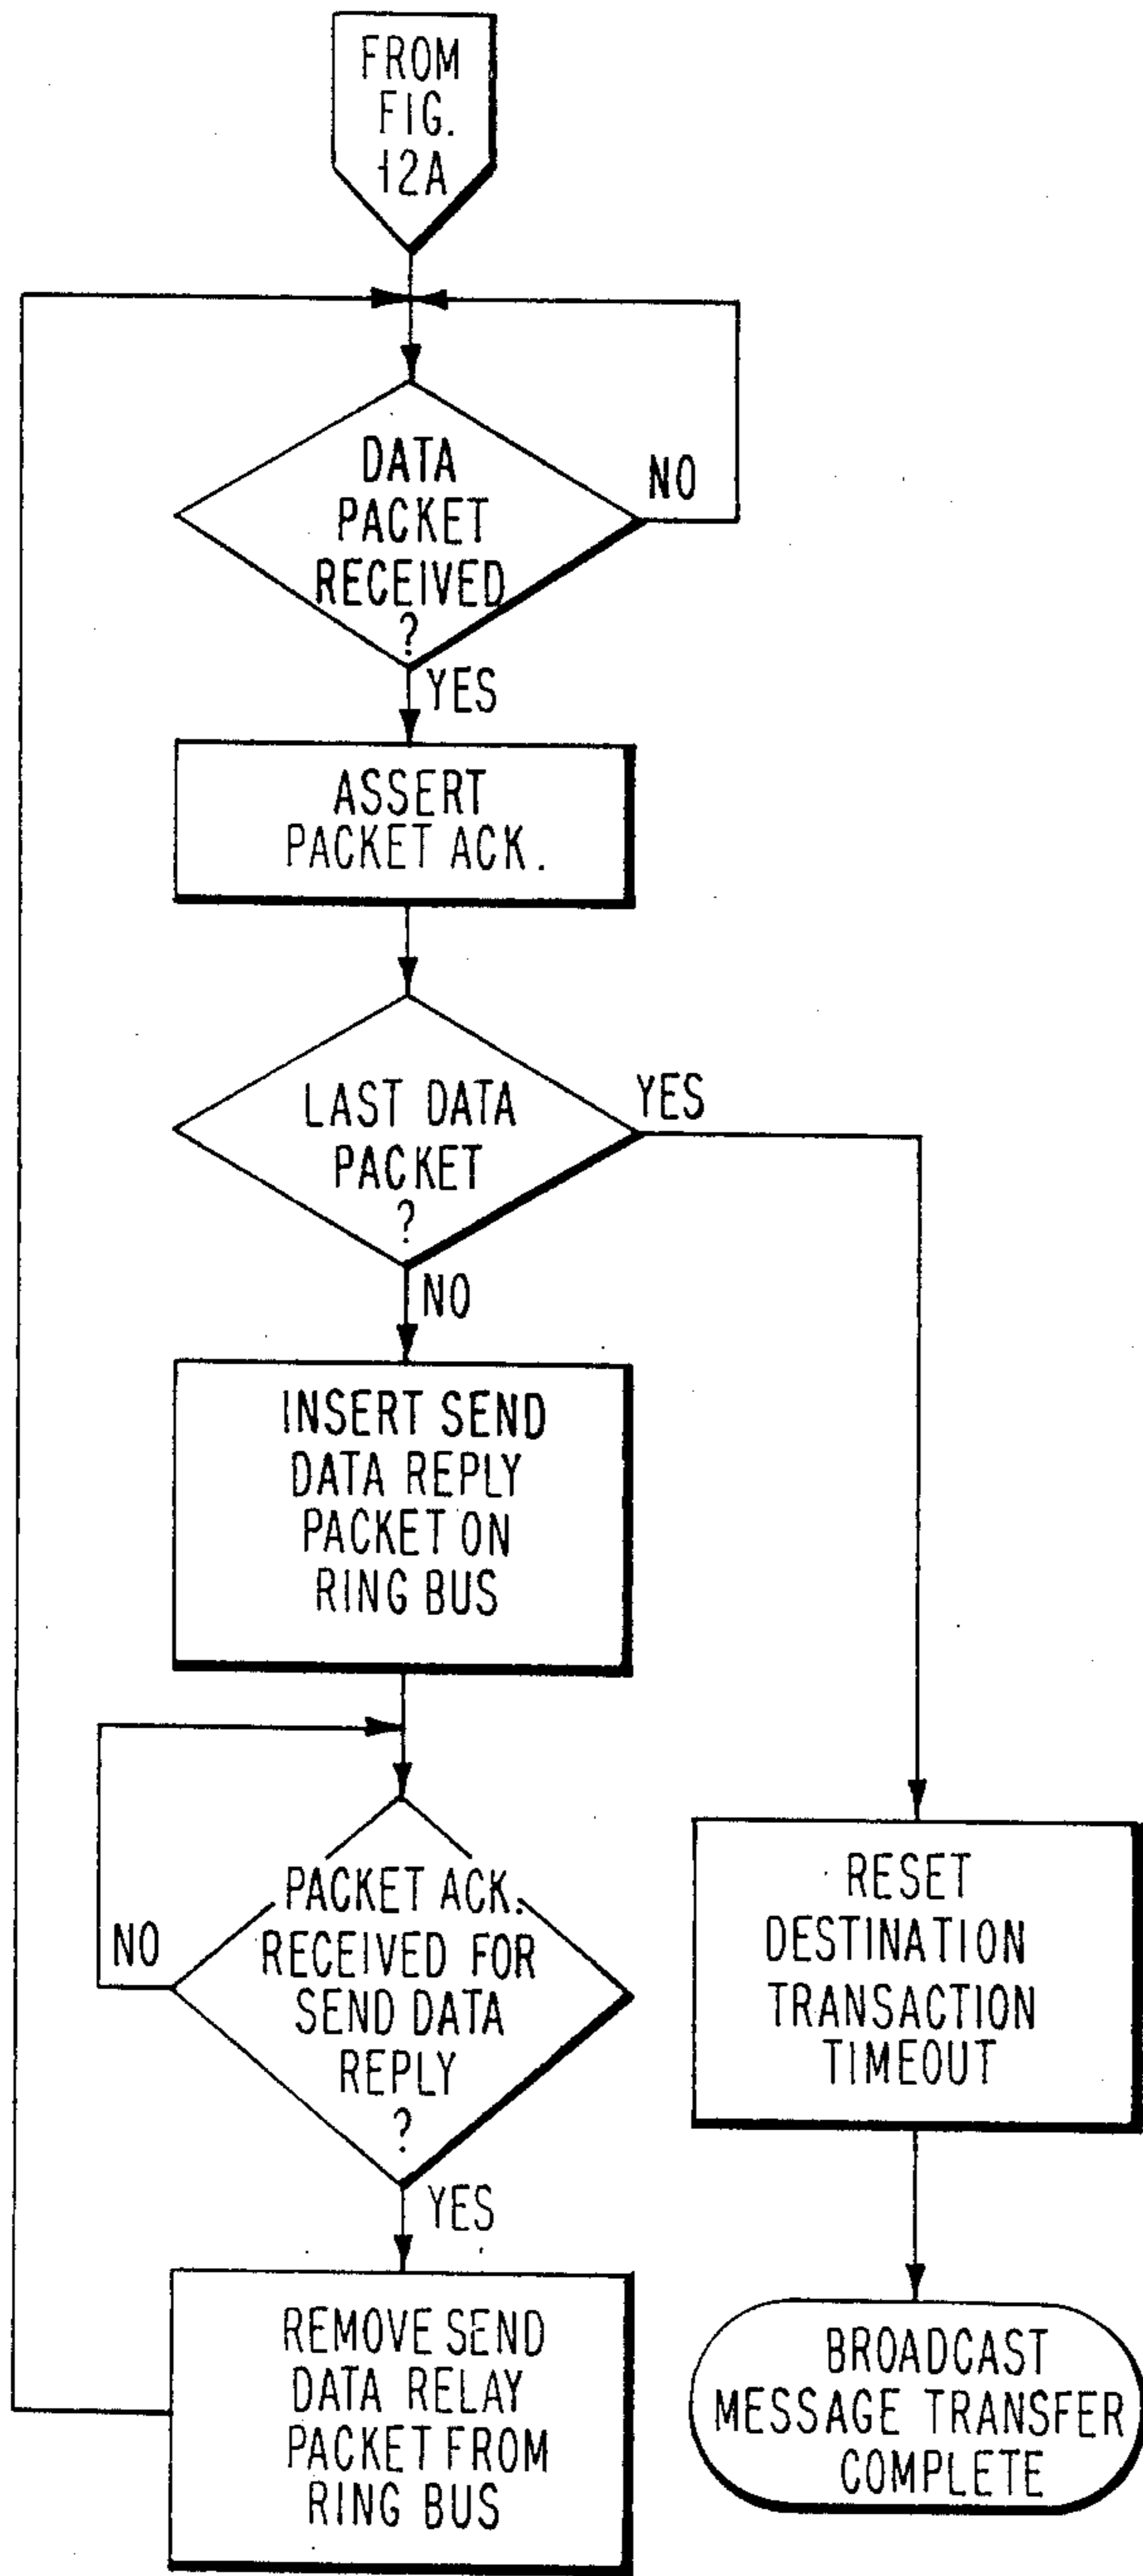 FROM
FIG.
12A
DATA
PACKET
RECEIVED
?
NO
YES
ASSERT
PACKET ACK.
LAST DATA
PACKET
?
YES
NO
INSERT SEND
DATA REPLY
PACKET ON
RING BUS
PACKET ACK.
RECEIVED FOR
SEND DATA
REPLY
?
NO
YES
REMOVE SEND
DATA RELAY
PACKET FROM
RING BUS
RESET
DESTINATION
TRANSACTION
TIMEOUT
BROADCAST
MESSAGE TRANSFER
COMPLETE